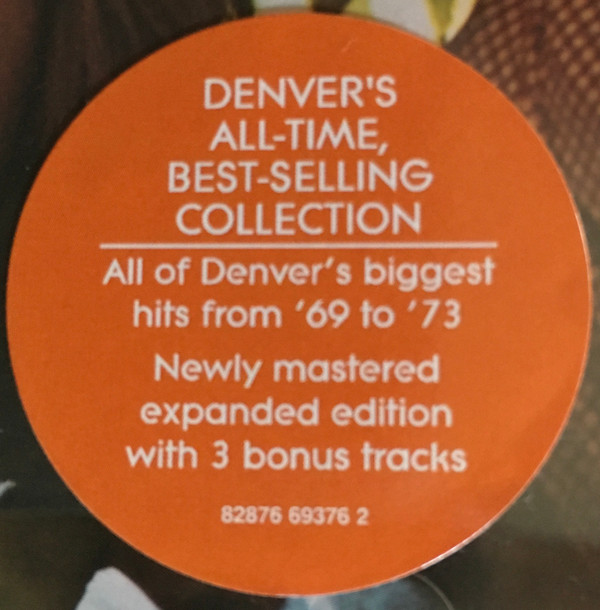 DENVER'S
ALL-TIME,
BEST-SELLING
COLLECTION
All of Denver's biggest
hits from '69 to '73
Newly mastered
expanded edition
with 3 bonus tracks
82876 69376 2